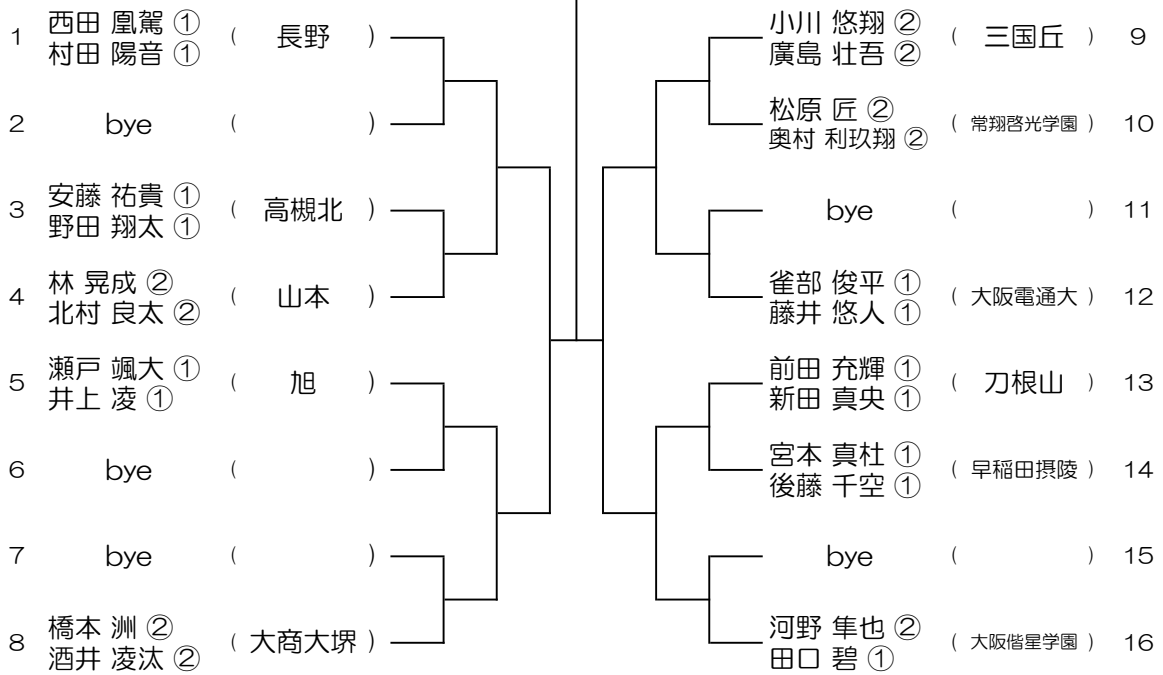 1 西田 凰駕 ① ( 長野 )
村田 陽音 ①
2 bye ( )
3 安藤 祐貴 ① ( 高槻北 )
野田 翔太 ①
4 林 晃成 ② ( 山本 )
北村 良太 ②
5 瀬戸 颯大 ① ( 旭 )
井上 凌 ①
6 bye ( )
7 bye ( )
8 橋本 洲 ② ( 大商大堺 )
酒井 凌汰 ②
小川 悠翔 ② ( 三国丘 ) 9
廣島 壮吾 ②
松原 匠 ② ( 常翔啓光学園 ) 10
奥村 利玖翔 ②
bye ( ) 11
雀部 俊平 ① ( 大阪電通大 ) 12
藤井 悠人 ①
前田 充輝 ① ( 刀根山 ) 13
新田 真央 ①
宮本 真杜 ① ( 早稲田摂陵 ) 14
後藤 千空 ①
bye ( ) 15
河野 隼也 ② ( 大阪偕星学園 ) 16
田口 碧 ①